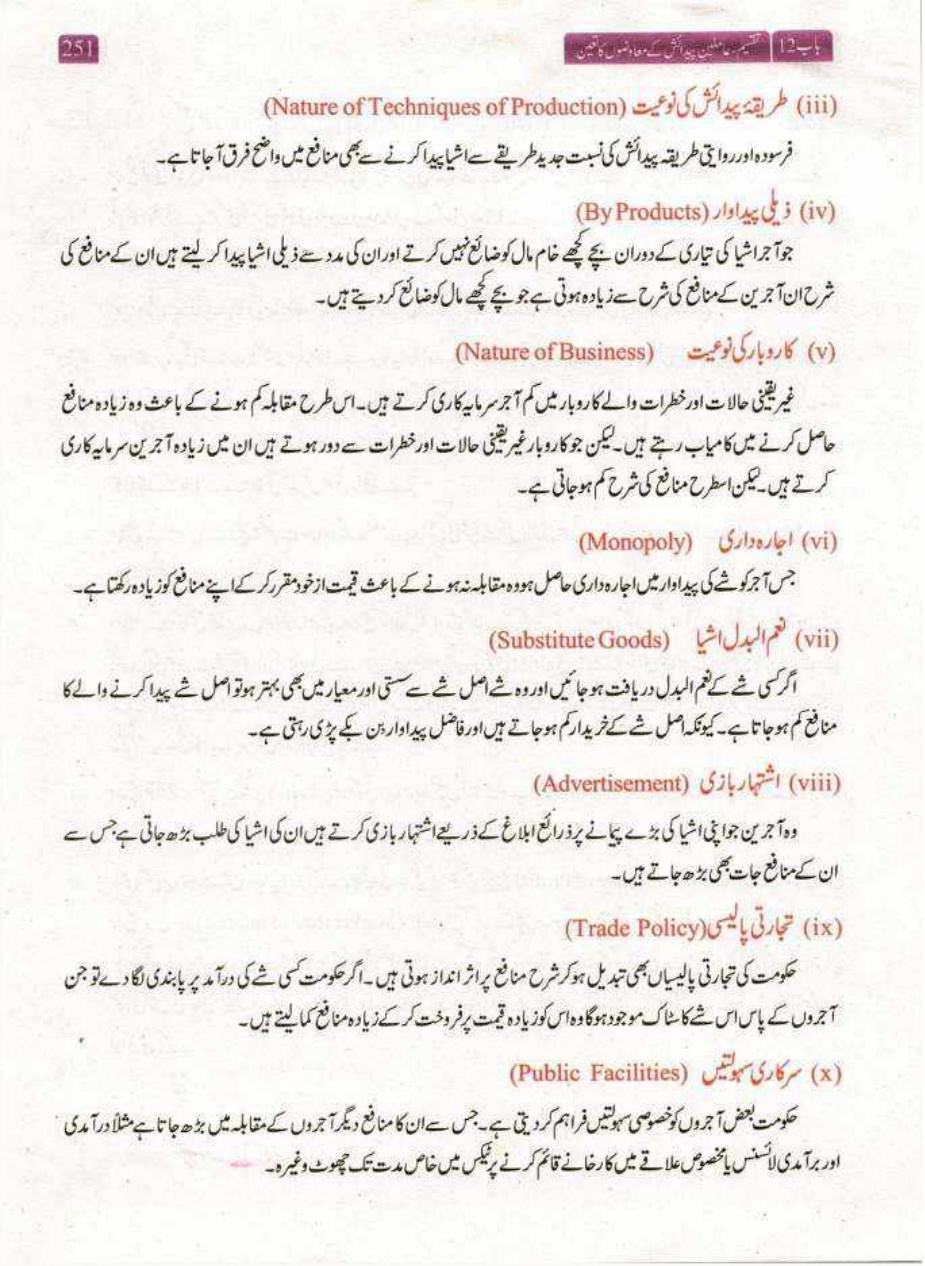 باب12 تقسیم۔عاملین پیدائش کے معاوضوں کا تعین 251
(iii) طریقۂ پیدائش کی نوعیت (Nature of Techniques of Production)
فرسودہ اور روایتی طریقہ پیدائش کی نسبت جدید طریقے سے اشیا پیدا کرنے سے بھی منافع میں واضح فرق آجاتا ہے۔
(iv) ذیلی پیداوار (By Products)
جو آجر اشیا کی تیاری کے دوران بچے کھچے خام مال کو ضائع نہیں کرتے اور ان کی مدد سے ذیلی اشیا پیدا کر لیتے ہیں ان کے منافع کی
شرح ان آجرین کے منافع کی شرح سے زیادہ ہوتی ہے جو بچے کھچے مال کو ضائع کر دیتے ہیں۔
(v) کاروبار کی نوعیت (Nature of Business)
غیر یقینی حالات اور خطرات والے کاروبار میں کم آجر سرمایہ کاری کرتے ہیں۔ اس طرح مقابلہ کم ہونے کے باعث وہ زیادہ منافع
حاصل کرنے میں کامیاب رہتے ہیں۔ لیکن جو کاروبار غیر یقینی حالات اور خطرات سے دور ہوتے ہیں ان میں زیادہ آجرین سرمایہ کاری
کرتے ہیں۔ لیکن اسطرح منافع کی شرح کم ہوجاتی ہے۔
(vi) اجارہ داری (Monopoly)
جس آجر کو شے کی پیداوار میں اجارہ داری حاصل ہو وہ مقابلہ نہ ہونے کے باعث قیمت از خود مقرر کر کے اپنے منافع کو زیادہ رکھتا ہے۔
(vii) نعم البدل اشیا (Substitute Goods)
اگر کسی شے کے نعم البدل دریافت ہو جائیں اور وہ شے اصل شے سے سستی اور معیار میں بھی بہتر ہو تو اصل شے پیدا کرنے والے کا
منافع کم ہوجاتا ہے۔ کیونکہ اصل شے کے خریدار کم ہوجاتے ہیں اور فاضل پیداوار بن بکے پڑی رہتی ہے۔
(viii) اشتہار بازی (Advertisement)
وہ آجرین جو اپنی اشیا کی بڑے پیمانے پر ذرائع ابلاغ کے ذریعے اشتہار بازی کرتے ہیں ان کی اشیا کی طلب بڑھ جاتی ہے جس سے
ان کے منافع جات بھی بڑھ جاتے ہیں۔
(ix) تجارتی پالیسی (Trade Policy)
حکومت کی تجارتی پالیساں بھی تبدیل ہوکر شرح منافع پر اثر انداز ہوتی ہیں۔ اگر حکومت کسی شے کی درآمد پر پابندی لگا دے تو جن
آجروں کے پاس اس شے کا سٹاک موجود ہوگا وہ اس کو زیادہ قیمت پر فروخت کر کے زیادہ منافع کما لیتے ہیں۔
(x) سرکاری سہولتیں (Public Facilities)
حکومت بعض آجروں کو خصوصی سہولتیں فراہم کر دیتی ہے۔ جس سے ان کا منافع دیگر آجروں کے مقابلہ میں بڑھ جاتا ہے مثلاً درآمدی
اور برآمدی لائسنس یا مخصوص علاقے میں کارخانے قائم کرنے پر ٹیکس میں خاص مدت تک چھوٹ وغیرہ۔